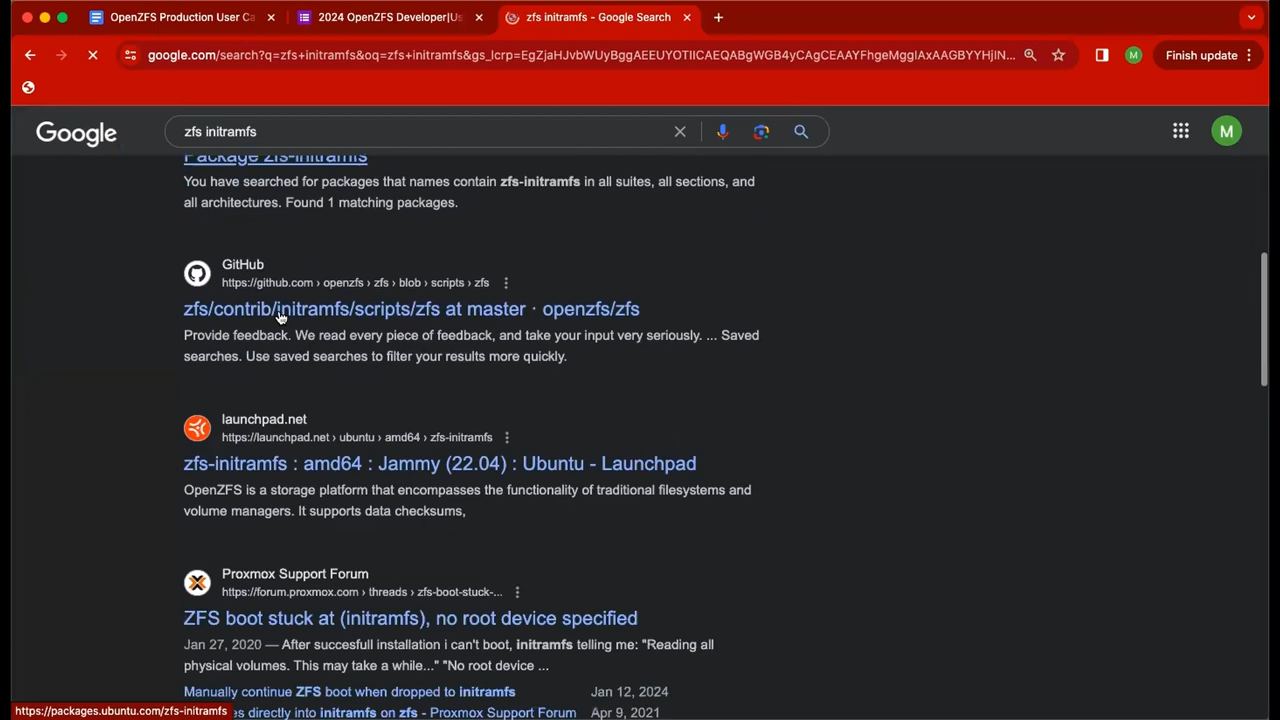 OpenZFS Production User Ca
2024 OpenZFS Developer|Us
zfs initramfs - Google Search
google.com/search?q=zfs+initramfs&oq=zfs+initramfs&gs_lcrp=EgZjaHJvbWUyBggAEEUYOTIICAEQABgWGB4yCAgCEAAYFhgeMggIAxAAGBYYHjIN...
M
Finish update
Google
zfs initramfs
M
Package zfs-initramfs
You have searched for packages that names contain zfs-initramfs in all suites, all sections, and
all architectures. Found 1 matching packages.
GitHub
https://github.com › openzfs › zfs › blob › scripts › zfs
zfs/contrib/initramfs/scripts/zfs at master · openzfs/zfs
Provide feedback. We read every piece of feedback, and take your input very seriously. ... Saved
searches. Use saved searches to filter your results more quickly.
launchpad.net
https://launchpad.net › ubuntu › amd64 › zfs-initramfs
zfs-initramfs : amd64 : Jammy (22.04) : Ubuntu - Launchpad
OpenZFS is a storage platform that encompasses the functionality of traditional filesystems and
volume managers. It supports data checksums,
Proxmox Support Forum
https://forum.proxmox.com › threads › zfs-boot-stuck-...
ZFS boot stuck at (initramfs), no root device specified
Jan 27, 2020 — After succesfull installation i can't boot, initramfs telling me: "Reading all
physical volumes. This may take a while..." "No root device ...
Manually continue ZFS boot when dropped to initramfs
Jan 12, 2024
es directly into initramfs on zfs - Proxmox Support Forum
Apr 9, 2021
https://packages.ubuntu.com/zfs-initramfs